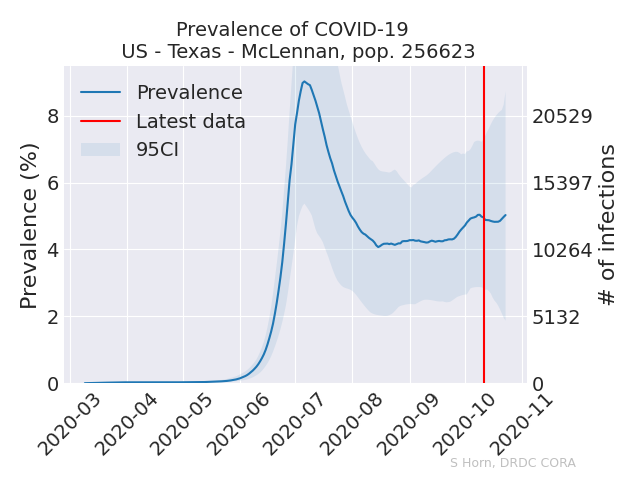 Prevalence of COVID-19
US - Texas - McLennan, pop. 256623
Prevalence
Latest data
95CI
Prevalence (%)
8
6
4
2
0
20529
15397
10264
5132
0
# of infections
2020-03
2020-04
2020-05
2020-06
2020-07
2020-08
2020-09
2020-10
2020-11
S Horn, DRDC CORA